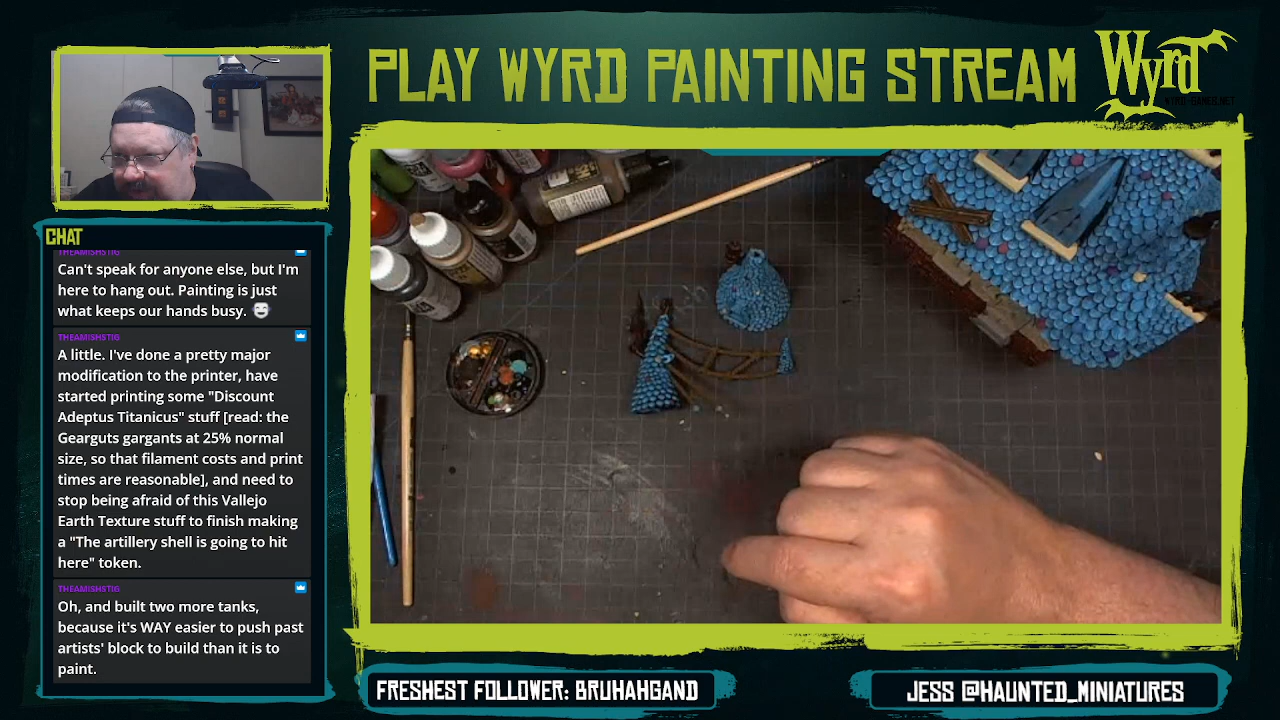 PLAY WYRD PAINTING STREAM
Wyrd
CHAT
THEAMISHSTIG
Can't speak for anyone else, but I'm
here to hang out. Painting is just
what keeps our hands busy.
THEAMISHSTIG
A little. I've done a pretty major
modification to the printer, have
started printing some "Discount
Adeptus Titanicus" stuff [read: the
Gearguts gargants at 25% normal
size, so that filament costs and print
times are reasonable], and need to
stop being afraid of this Vallejo
Earth Texture stuff to finish making
a "The artillery shell is going to hit
here" token.
THEAMISHSTIG
Oh, and built two more tanks,
because it's WAY easier to push past
artists' block to build than it is to
paint.
FRESHEST FOLLOWER: BRUHAHGAND
JESS @HAUNTED_MINIATURES